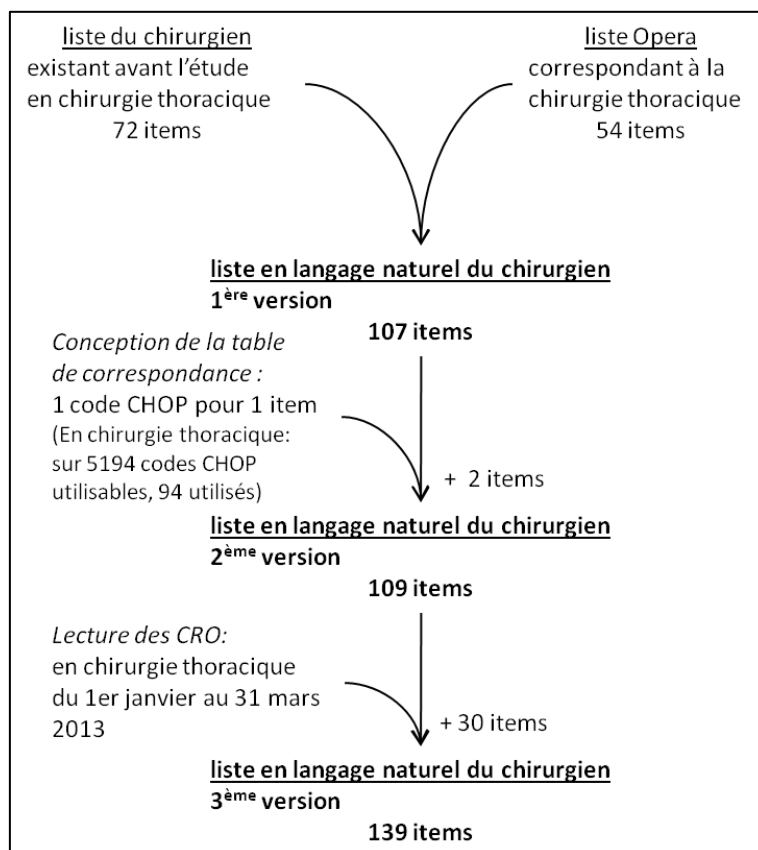 liste du chirurgien
existant avant l'étude
en chirurgie thoracique
72 items
liste Opera
correspondant à la
chirurgie thoracique
54 items
liste en langage naturel du chirurgien
1ère version
107 items
Conception de la table
de correspondance :
1 code CHOP pour 1 item
(En chirurgie thoracique:
sur 5194 codes CHOP
utilisables, 94 utilisés)
+ 2 items
liste en langage naturel du chirurgien
2ème version
109 items
Lecture des CRO:
en chirurgie thoracique
du 1er janvier au 31 mars
2013
+ 30 items
liste en langage naturel du chirurgien
3ème version
139 items